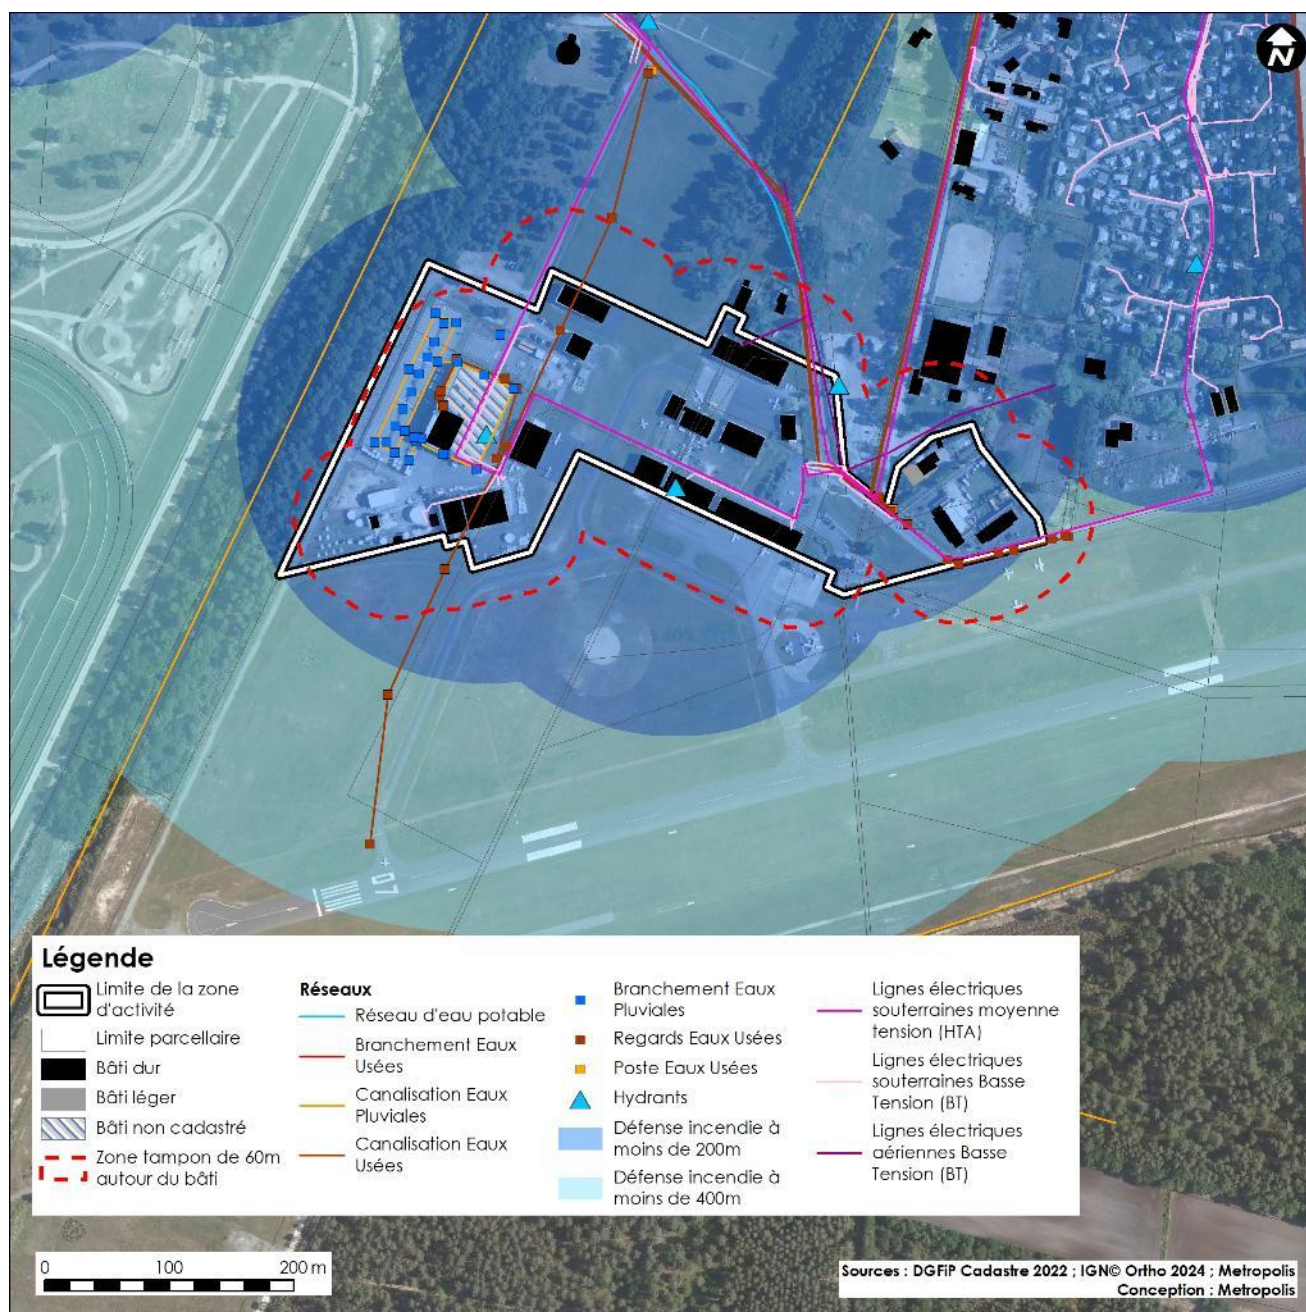 N
07
Légende
Limite de la zone
d'activité
Limite parcellaire
Bâti dur
Bâti léger
Bâti non cadastré
Zone tampon de 60m
autour du bâti
Réseaux
Réseau d'eau potable
Branchement Eaux
Usées
Canalisation Eaux
Pluviales
Canalisation Eaux
Usées
Branchement Eaux
Pluviales
Regards Eaux Usées
Poste Eaux Usées
Hydrants
Défense incendie à
moins de 200m
Défense incendie à
moins de 400m
Lignes électriques
souterraines moyenne
tension (HTA)
Lignes électriques
souterraines Basse
Tension (BT)
Lignes électriques
aériennes Basse
Tension (BT)
0 100 200 m
Sources : DGFiP Cadastre 2022 ; IGN© Ortho 2024 ; Metropolis
Conception : Metropolis